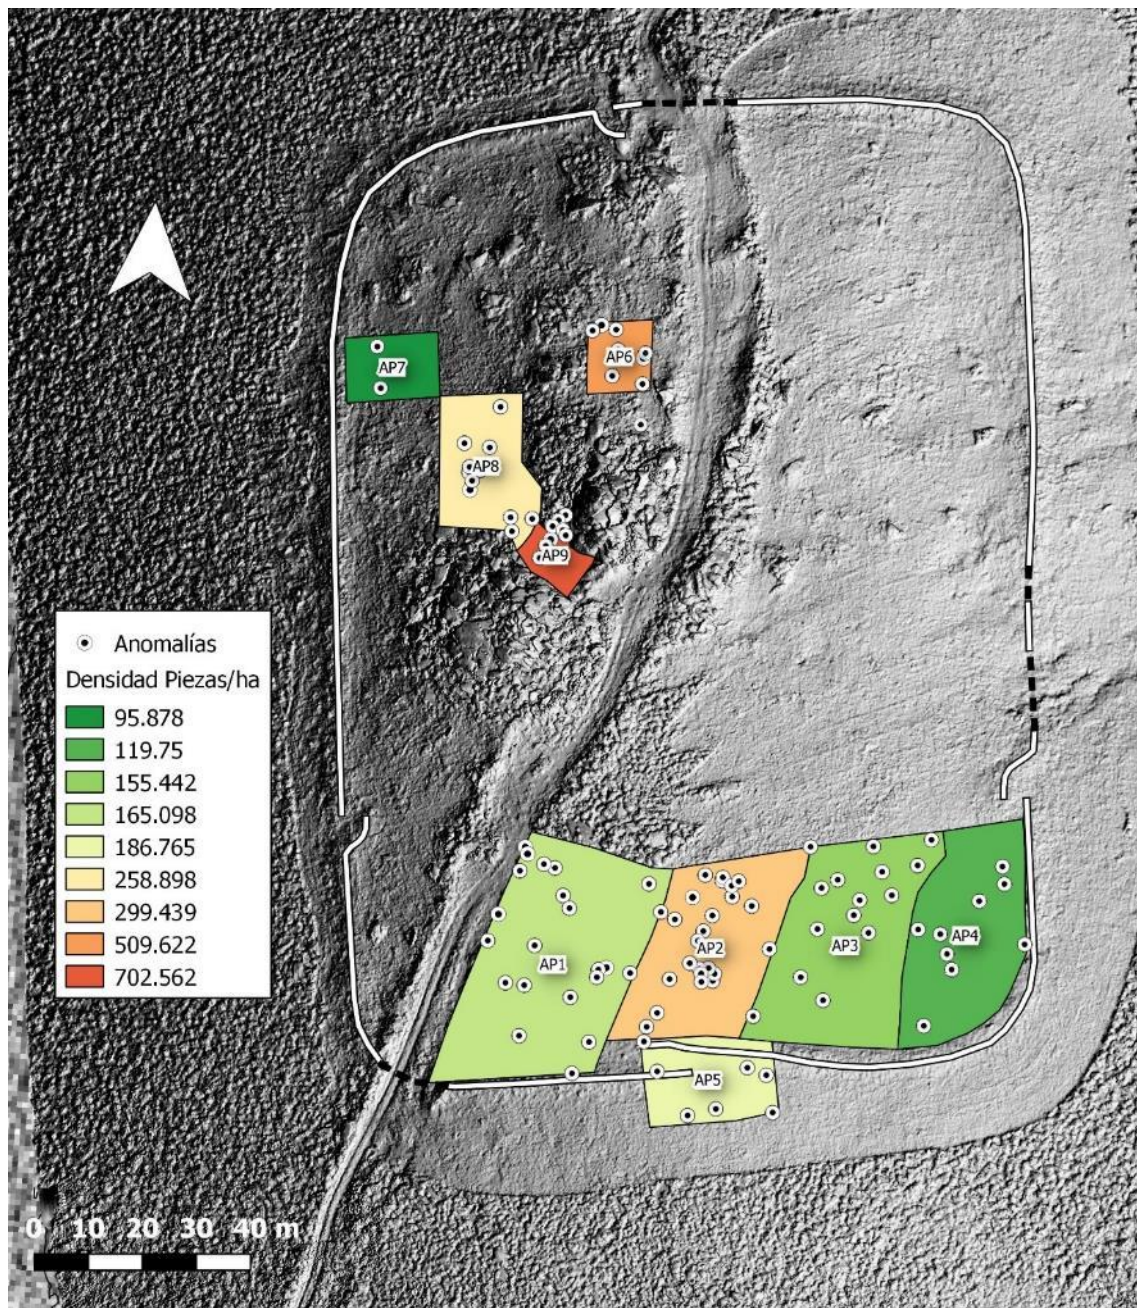 AP7
AP6
AP8
AP9
Anomalías
Densidad Piezas/ha
95.878
119.75
155.442
165.098
186.765
258.898
299.439
509.622
702.562
AP1
AP2
AP3
AP4
AP5
0 10 20 30 40 m